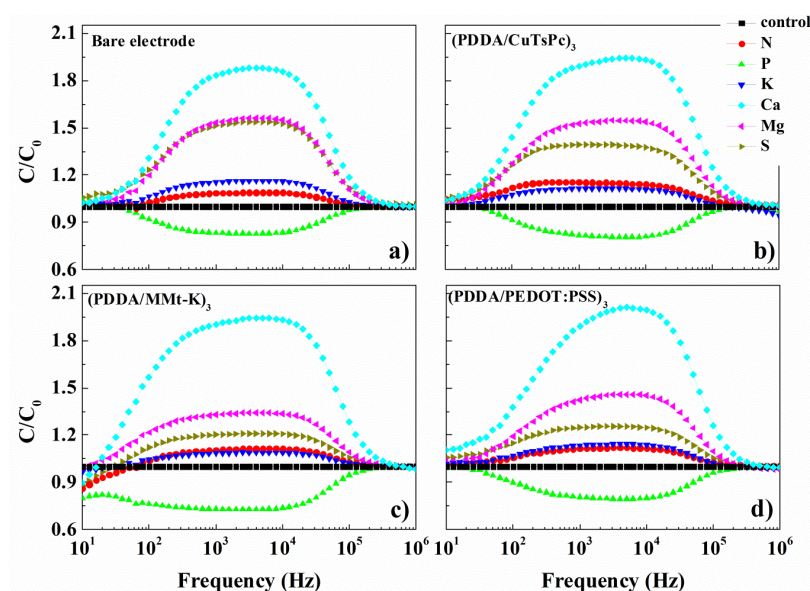 2.1
1.8
1.5
1.2
0.9
0.6
C/C0
Bare electrode
a)
(PDDA/CuTsPc)3
b)
control
N
P
K
Ca
Mg
S
2.1
1.8
1.5
1.2
0.9
0.6
C/C0
(PDDA/MMt-K)3
c)
(PDDA/PEDOT:PSS)3
d)
10^1 10^2 10^3 10^4 10^5 10^6
10^1 10^2 10^3 10^4 10^5 10^6
Frequency (Hz)
Frequency (Hz)